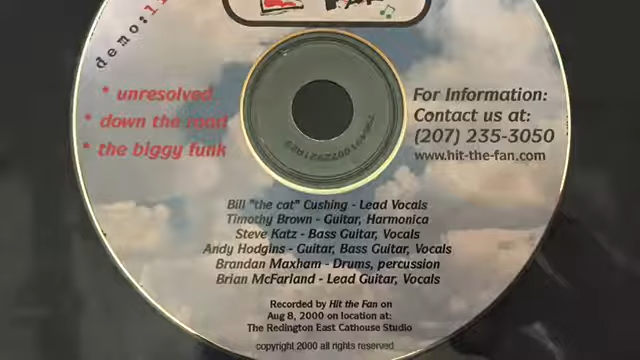 demo:
* unresolved
* down the road
* the biggy funk
For Information:
Contact us at:
(207) 235-3050
www.hit-the-fan.com
Bill "the cat" Cushing - Lead Vocals
Timothy Brown - Guitar, Harmonica
Steve Katz - Bass Guitar, Vocals
Andy Hodgins - Guitar, Bass Guitar, Vocals
Brandan Maxham - Drums, percussion
Brian McFarland - Lead Guitar, Vocals
Recorded by Hit the Fan on
Aug 8, 2000 on location at:
The Redington East Cathouse Studio
copyright 2000 all rights reserved